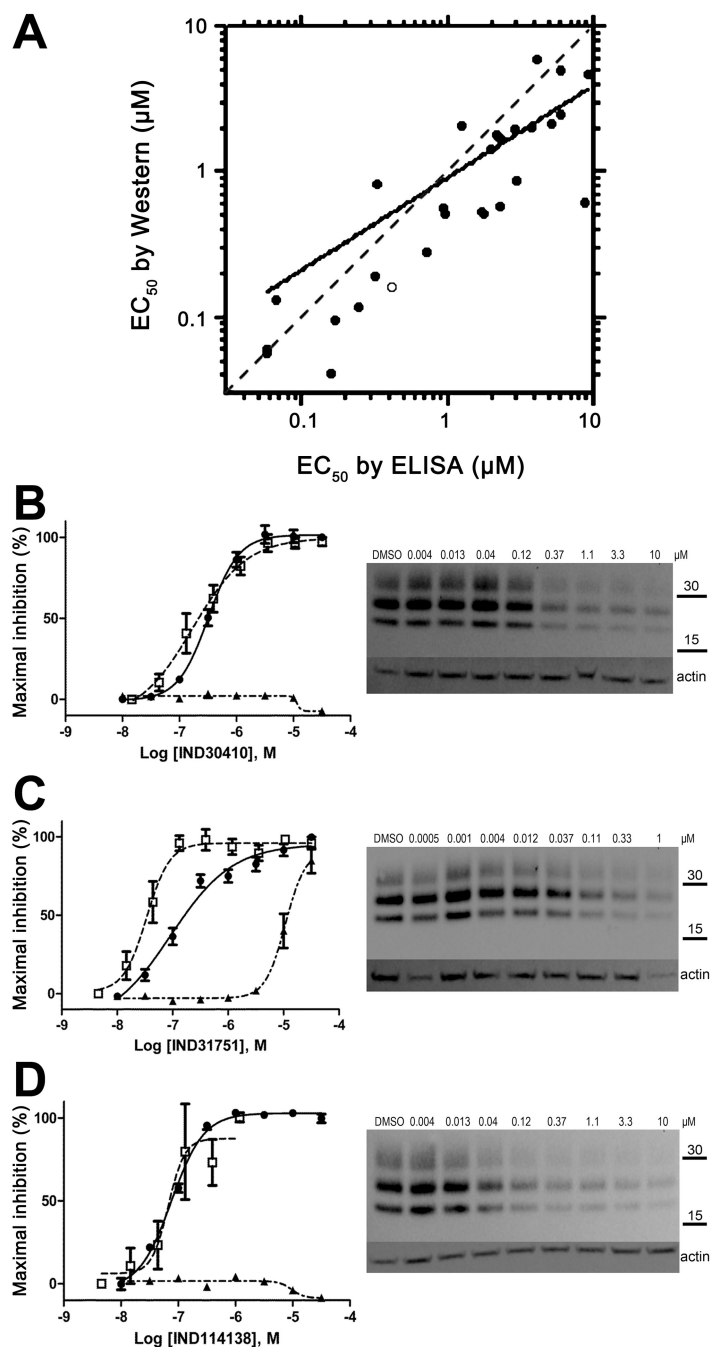 A
10
1
0.1
EC50 by Western (µM)
0.1 1 10
EC50 by ELISA (µM)
B
Maximal inhibition (%)
100
50
0
-9 -8 -7 -6 -5 -4
Log [IND30410], M
DMSO 0.004 0.013 0.04 0.12 0.37 1.1 3.3 10 µM
30
15
actin
C
Maximal inhibition (%)
100
50
0
-9 -8 -7 -6 -5 -4
Log [IND31751], M
DMSO 0.0005 0.001 0.004 0.012 0.037 0.11 0.33 1 µM
30
15
actin
D
Maximal inhibition (%)
100
50
0
-9 -8 -7 -6 -5 -4
Log [IND114138], M
DMSO 0.004 0.013 0.04 0.12 0.37 1.1 3.3 10 µM
30
15
actin